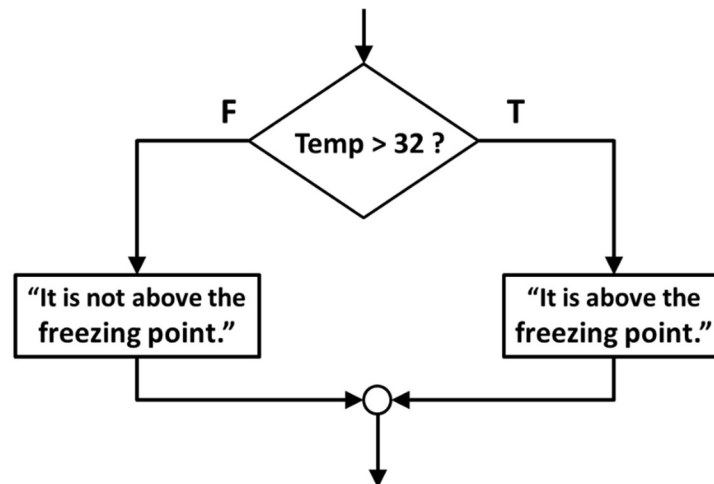 F
T
Temp > 32 ?
“It is not above the
freezing point.”
“It is above the
freezing point.”